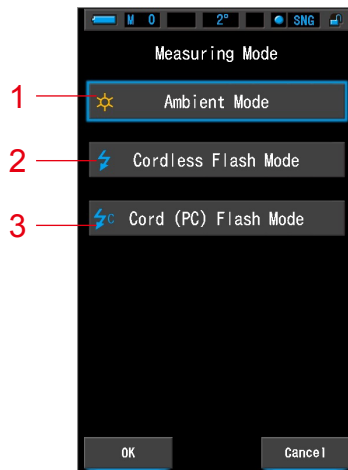 M 0 2° SNG
Measuring Mode
1 Ambient Mode
2 Cordless Flash Mode
3 C Cord (PC) Flash Mode
OK Cancel